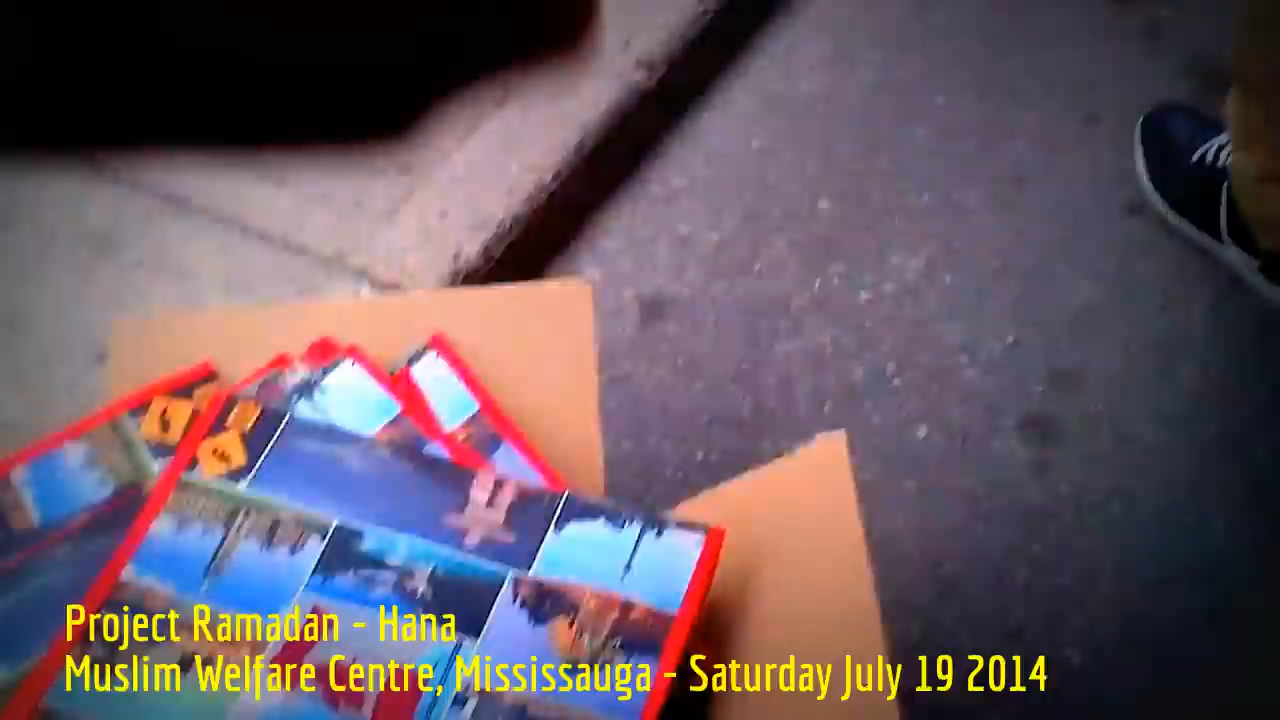 Project Ramadan - Hana
Muslim Welfare Centre, Mississauga - Saturday July 19 2014